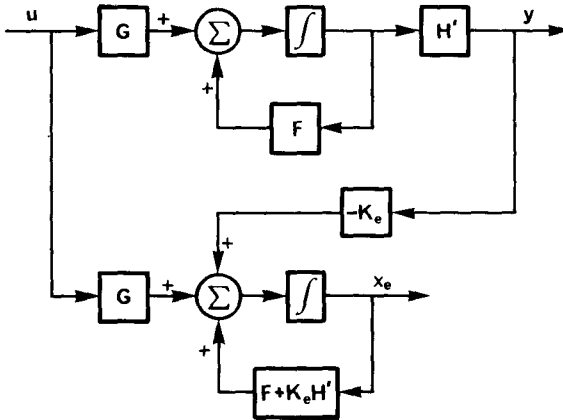 u
G
+
Σ
∫
H′
y
+
F
−Kₑ
+
G
+
Σ
∫
xₑ
+
F+KₑH′